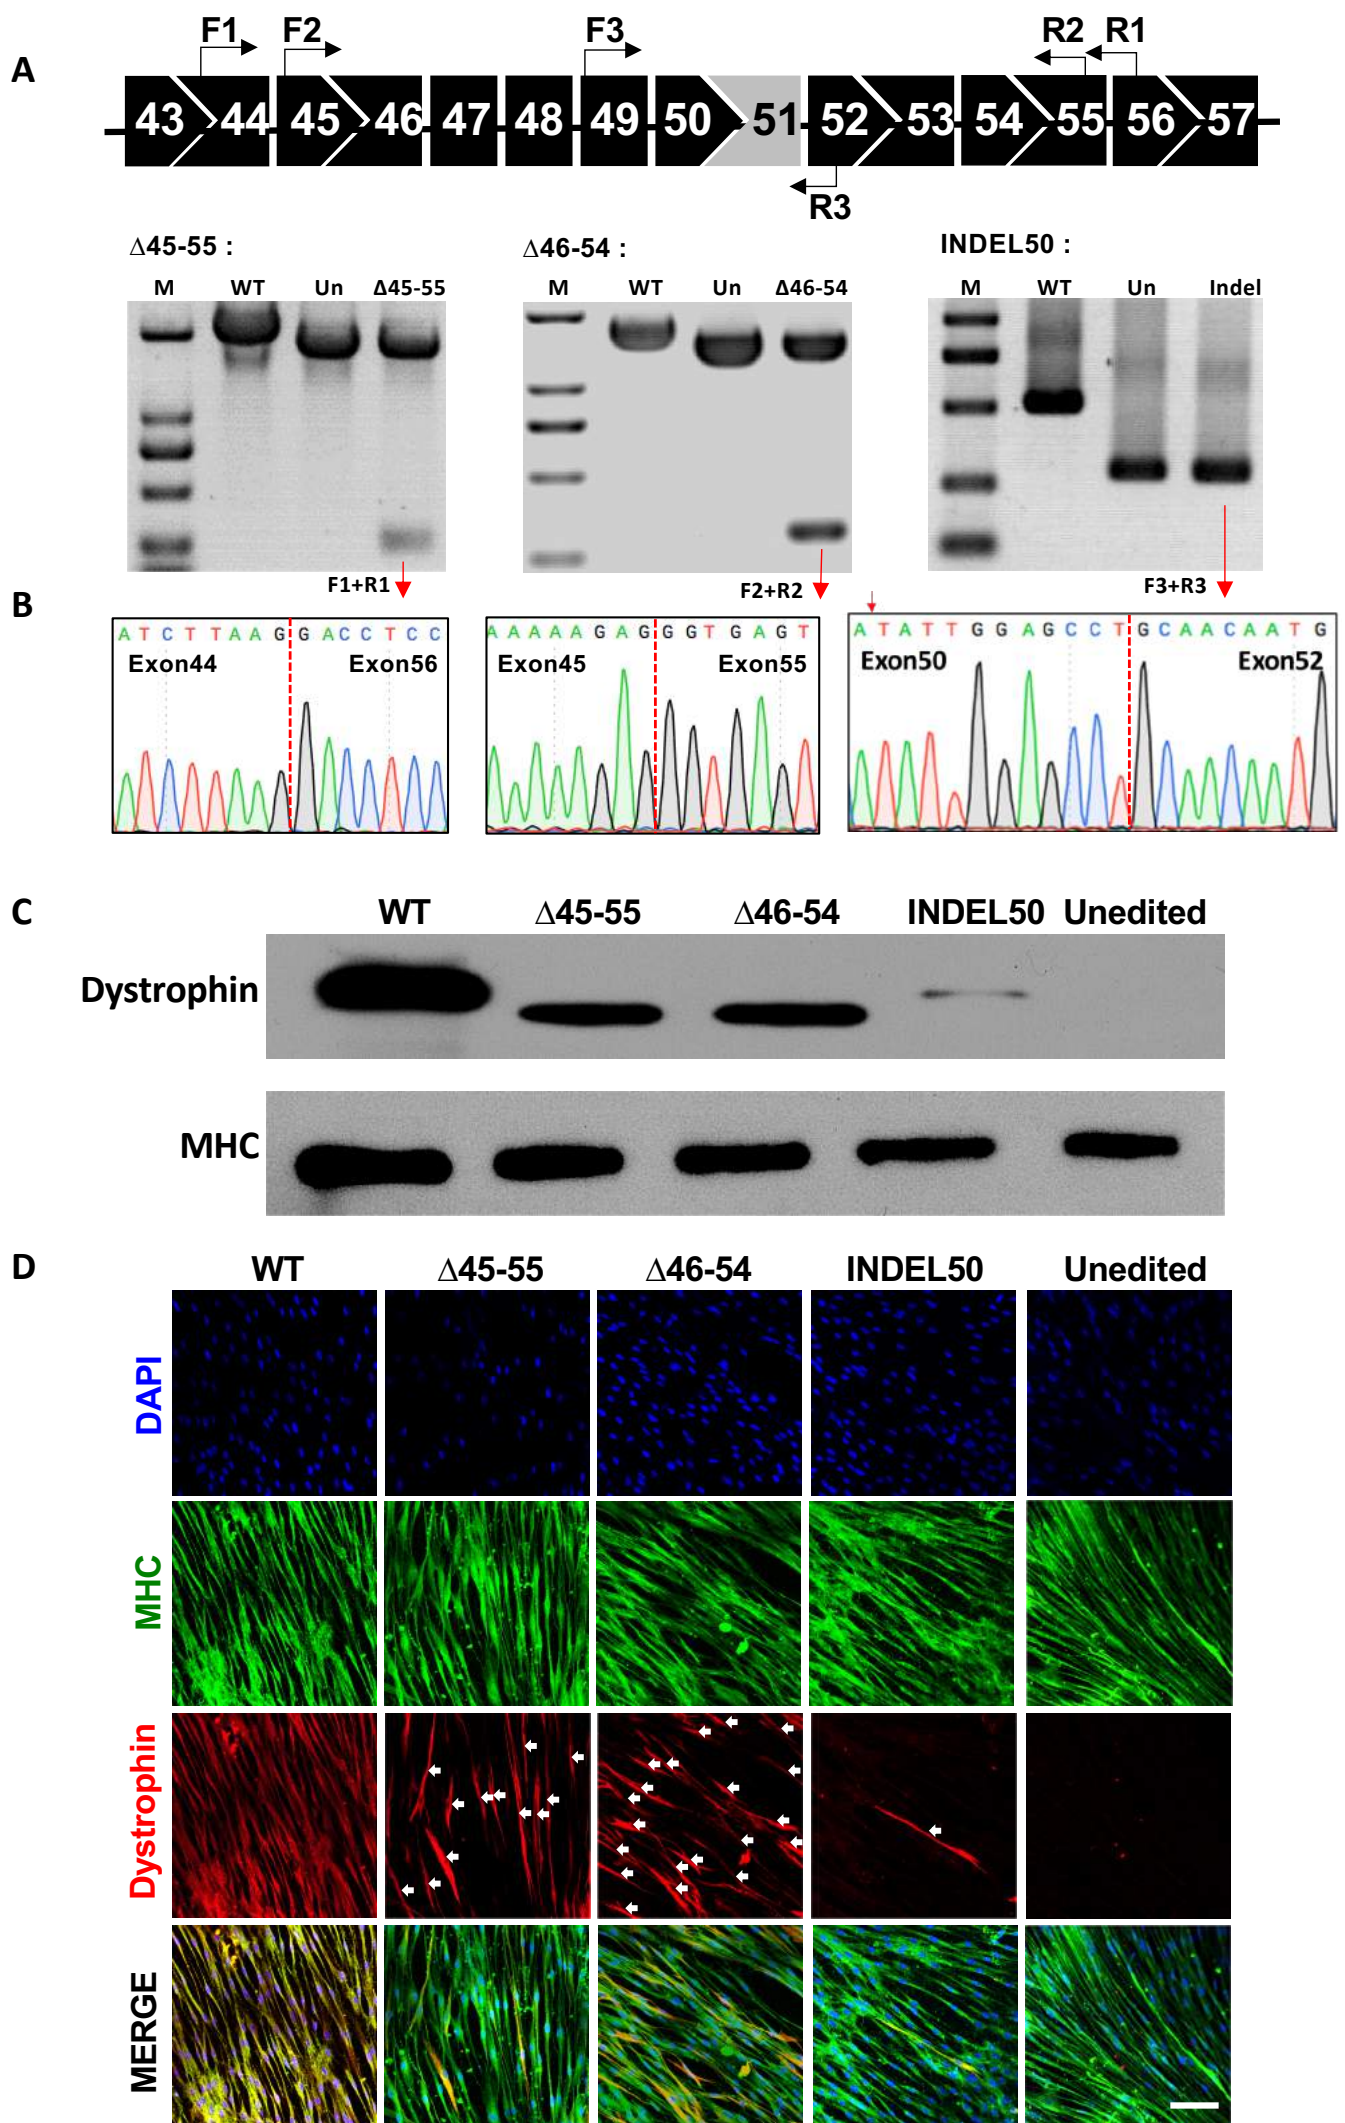 A
F1 F2 F3 R2 R1
43 44 45 46 47 48 49 50 51 52 53 54 55 56 57
R3
Δ45-55 :
Δ46-54 :
INDEL50 :
M WT Un Δ45-55
M WT Un Δ46-54
M WT Un Indel
F1+R1
F2+R2
F3+R3
B
A T C T T A A G G A C C T C C
Exon44 Exon56
A A A A A G A G G G T G A G T
Exon45 Exon55
A T A T T G G A G C C T G C A A C A A T G
Exon50 Exon52
C
WT Δ45-55 Δ46-54 INDEL50 Unedited
Dystrophin
MHC
D
WT Δ45-55 Δ46-54 INDEL50 Unedited
DAPI
MHC
Dystrophin
MERGE